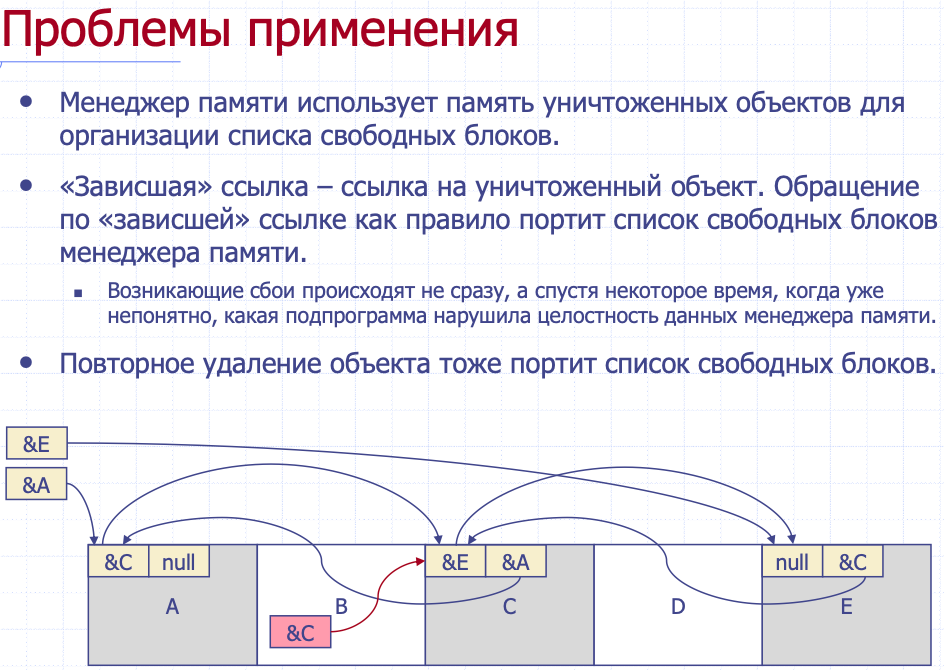 Проблемы применения
Менеджер памяти использует память уничтоженных объектов для
организации списка свободных блоков.
«Зависшая» ссылка – ссылка на уничтоженный объект. Обращение
по «зависшей» ссылке как правило портит список свободных блоков
менеджера памяти.
Возникающие сбои происходят не сразу, а спустя некоторое время, когда уже
непонятно, какая подпрограмма нарушила целостность данных менеджера памяти.
Повторное удаление объекта тоже портит список свободных блоков.
&E
&A
&C null &E &A null &C
A B C D E
&C